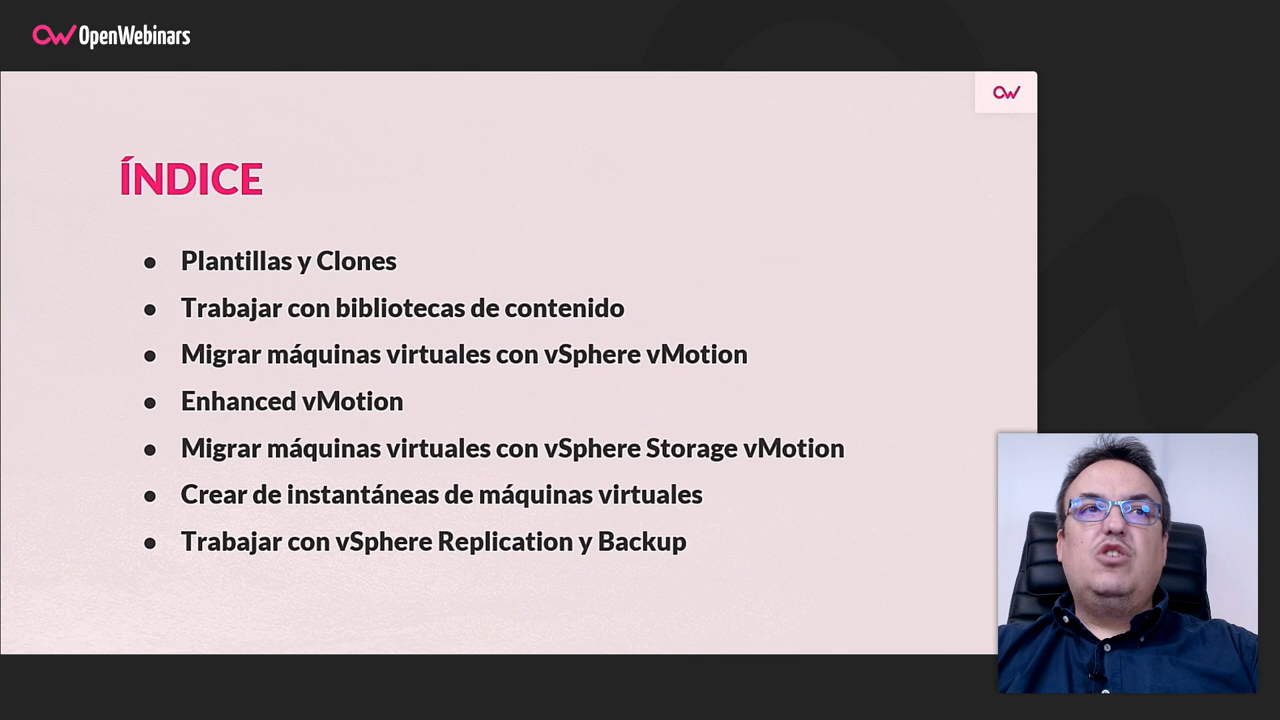 OpenWebinars
ÍNDICE
● Plantillas y Clones
● Trabajar con bibliotecas de contenido
● Migrar máquinas virtuales con vSphere vMotion
● Enhanced vMotion
● Migrar máquinas virtuales con vSphere Storage vMotion
● Crear de instantáneas de máquinas virtuales
● Trabajar con vSphere Replication y Backup